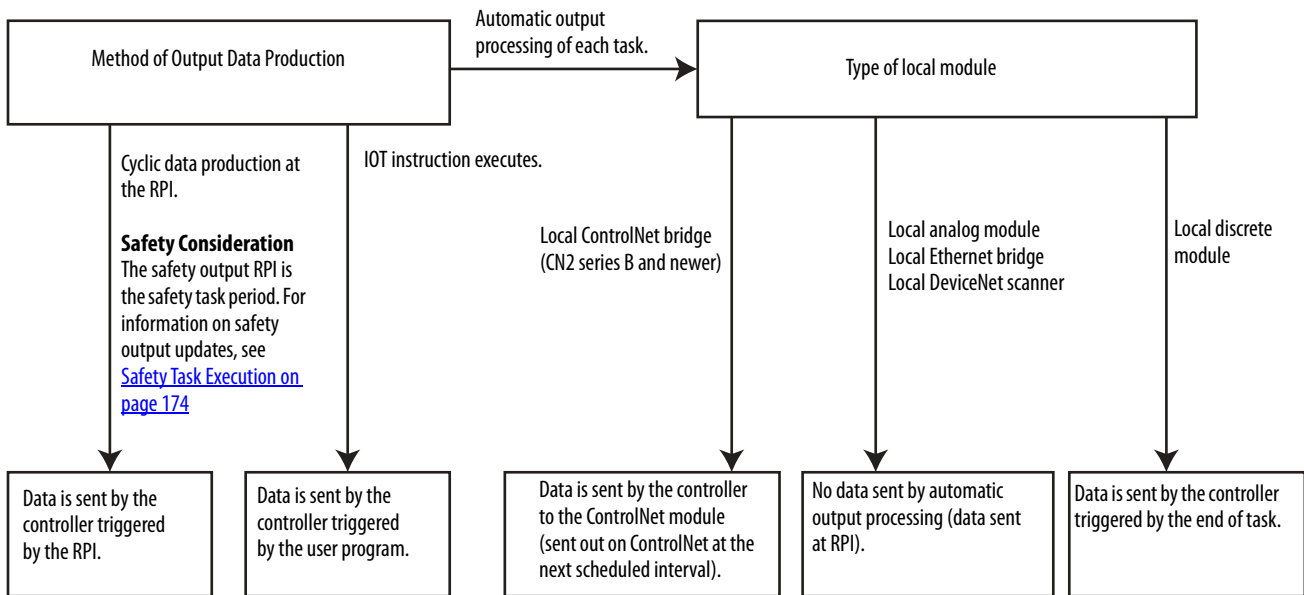 Method of Output Data Production
Automatic output
processing of each task.
Type of local module
Cyclic data production at
the RPI.
Safety Consideration
The safety output RPI is
the safety task period. For
information on safety
output updates, see
Safety Task Execution on
page 174
IOT instruction executes.
Local ControlNet bridge
(CN2 series B and newer)
Local analog module
Local Ethernet bridge
Local DeviceNet scanner
Local discrete
module
Data is sent by the
controller triggered
by the RPI.
Data is sent by the
controller triggered
by the user program.
Data is sent by the controller
to the ControlNet module
(sent out on ControlNet at the
next scheduled interval).
No data sent by automatic
output processing (data sent
at RPI).
Data is sent by the controller
triggered by the end of task.